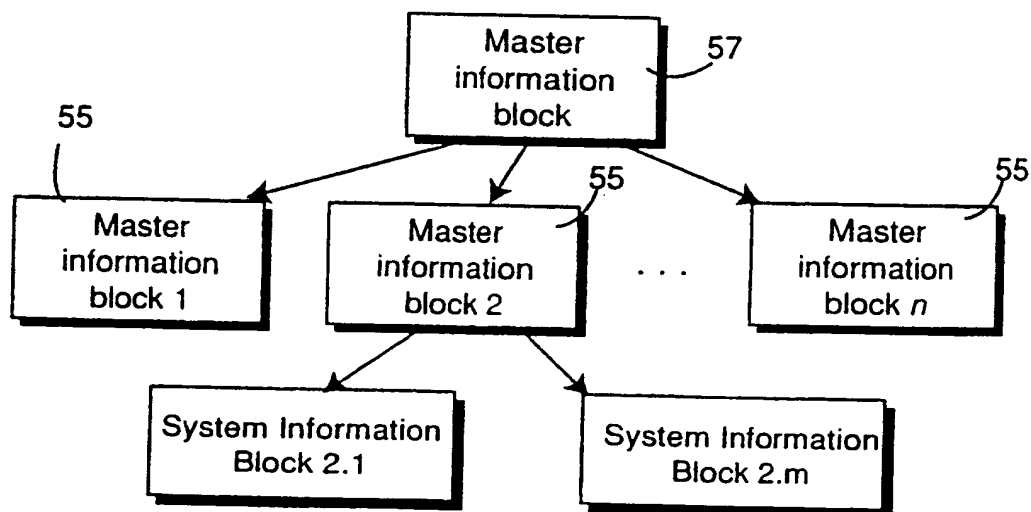 Master
information
block
57
55
Master
information
block 1
55
Master
information
block 2
. . .
55
Master
information
block n
System Information
Block 2.1
System Information
Block 2.m